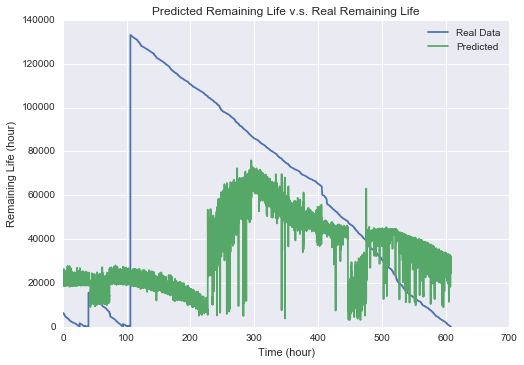 Predicted Remaining Life v.s. Real Remaining Life
140000
120000
100000
80000
60000
40000
20000
0
Remaining Life (hour)
Real Data
Predicted
0 100 200 300 400 500 600 700
Time (hour)